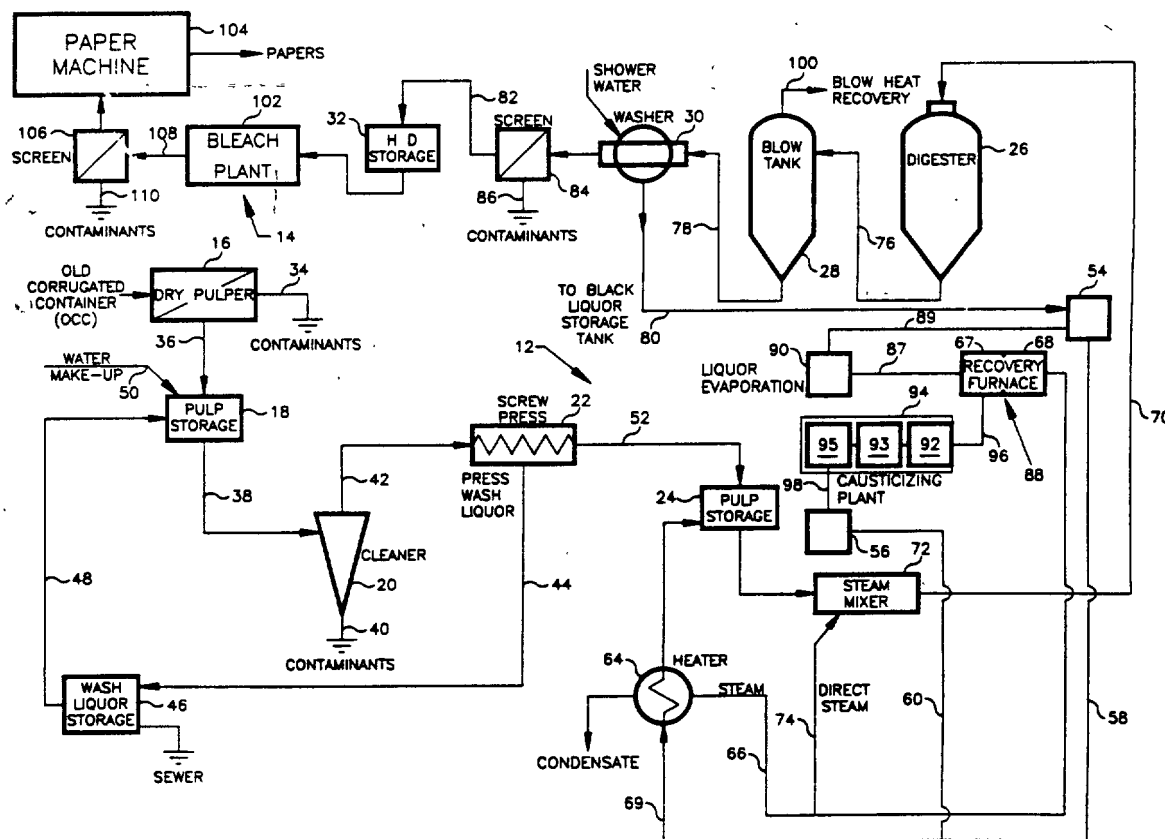 PAPER
MACHINE
104
PAPERS
106
SCREEN
108
110
CONTAMINANTS
102
BLEACH
PLANT
14
32
H D
STORAGE
82
SCREEN
84
86
CONTAMINANTS
SHOWER
WATER
WASHER
30
78
100
BLOW HEAT
RECOVERY
BLOW
TANK
28
76
DIGESTER
26
OLD
CORRUGATED
CONTAINER
(OCC)
16
DRY PULPER
34
CONTAMINANTS
36
WATER
MAKE-UP
50
PULP
STORAGE
18
38
48
TO BLACK
LIQUOR
STORAGE
TANK
80
54
89
90
LIQUOR
EVAPORATION
87
67
68
RECOVERY
FURNACE
88
70
94
95
93
92
96
98
CAUSTICIZING
PLANT
56
12
SCREW
PRESS
22
52
PRESS
WASH
LIQUOR
42
CLEANER
20
40
CONTAMINANTS
44
24
PULP
STORAGE
72
STEAM
MIXER
64
HEATER
STEAM
DIRECT
STEAM
74
60
58
66
69
CONDENSATE
WASH
LIQUOR
STORAGE
46
SEWER